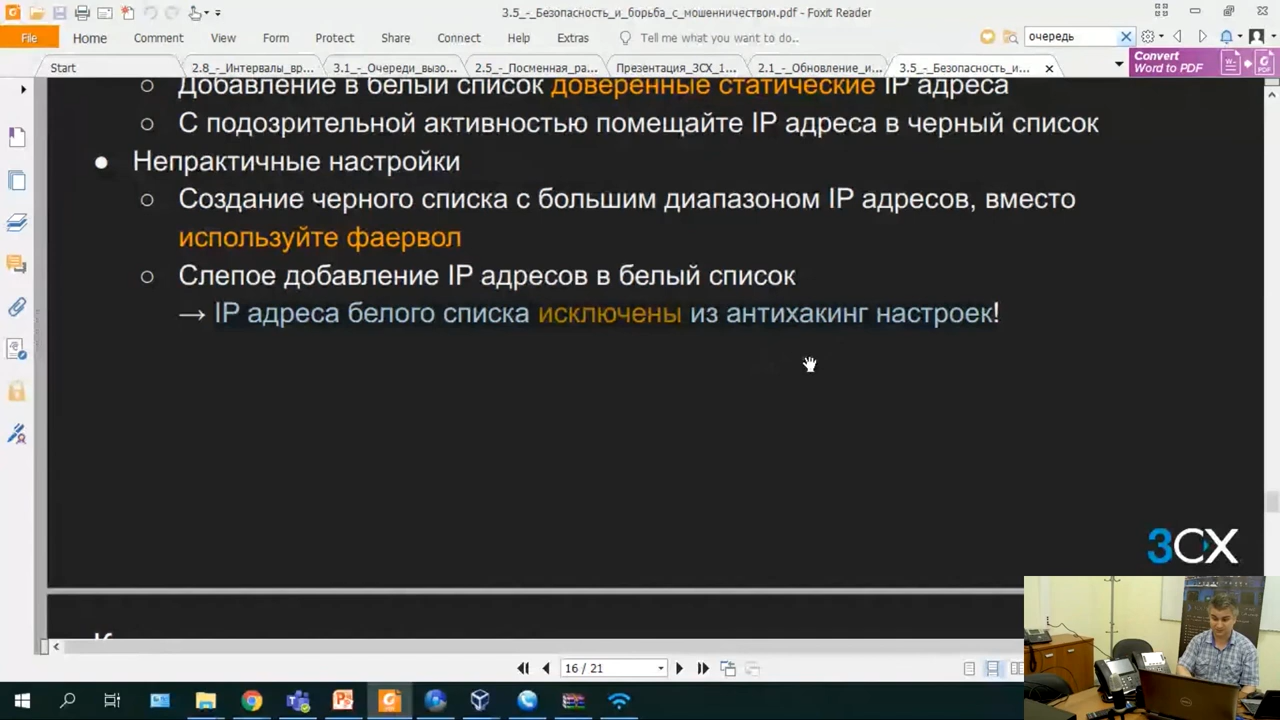 3.5_-_Безопасность_и_борьба_с_мошенничеством.pdf - Foxit Reader
File Home Comment View Form Protect Share Connect Help Extras Tell me what you want to do.. очередь
Start 2.8_-_Интервалы_вр... 3.1_-_Очереди_вызо... 2.5_-_Посменная_ра... Презентация_3CX_1... 2.1_-_Обновление_и... 3.5_-_Безопасность_и...
Convert
Word to PDF
Добавление в белый список доверенные статические IP адреса
С подозрительной активностью помещайте IP адреса в черный список
Непрактичные настройки
Создание черного списка с большим диапазоном IP адресов, вместо
используйте фаервол
Слепое добавление IP адресов в белый список
→ IP адреса белого списка исключены из антихакинг настроек!
3CX
16 / 21